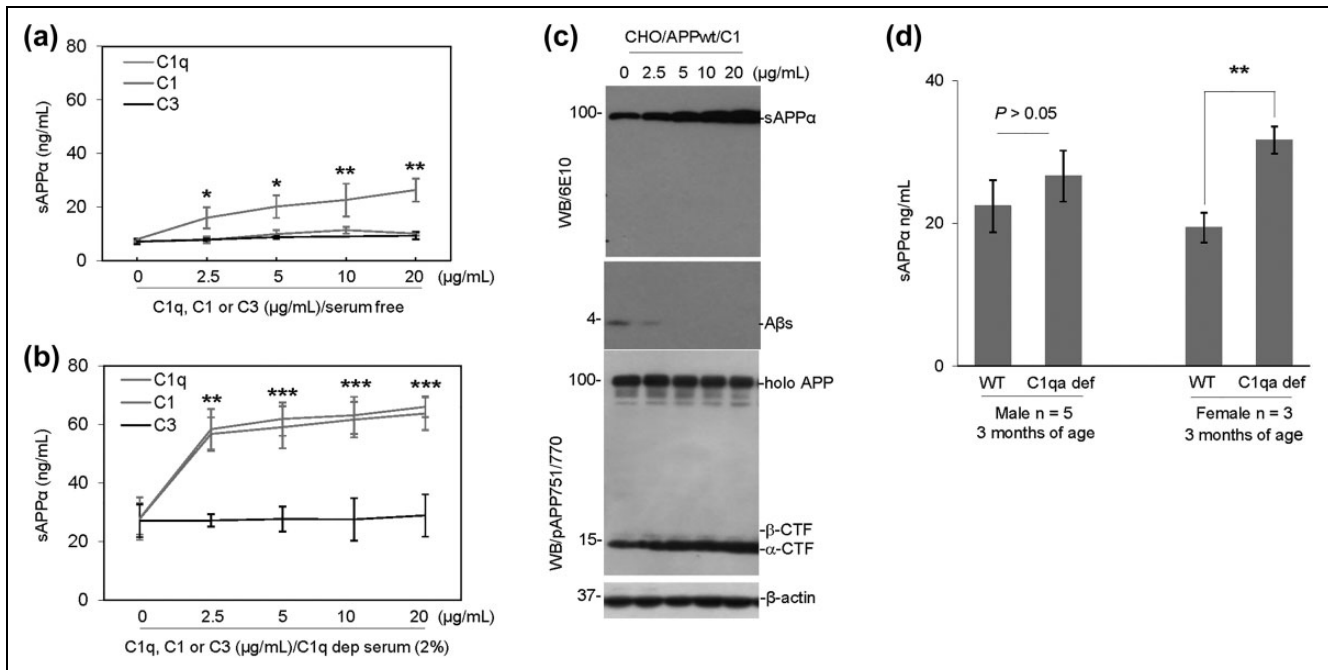 (a)
C1q
C1
C3
80
60
40
20
0
sAPPα (ng/mL)
* * ** **
0 2.5 5 10 20 (μg/mL)
C1q, C1 or C3 (μg/mL)/serum free
(b)
C1q
C1
C3
80
60
40
20
0
sAPPα (ng/mL)
** *** *** ***
0 2.5 5 10 20 (μg/mL)
C1q, C1 or C3 (μg/mL)/C1q dep serum (2%)
(c)
CHO/APPwt/C1
0 2.5 5 10 20 (μg/mL)
WB/6E10
100- -sAPPα
4- -Aβs
WB/pAPP751/770
100- -holo APP
-β-CTF
15- -α-CTF
37- -β-actin
(d)
40
20
0
sAPPα ng/mL
P > 0.05
**
WT C1qa def WT C1qa def
Male n = 5 Female n = 3
3 months of age 3 months of age